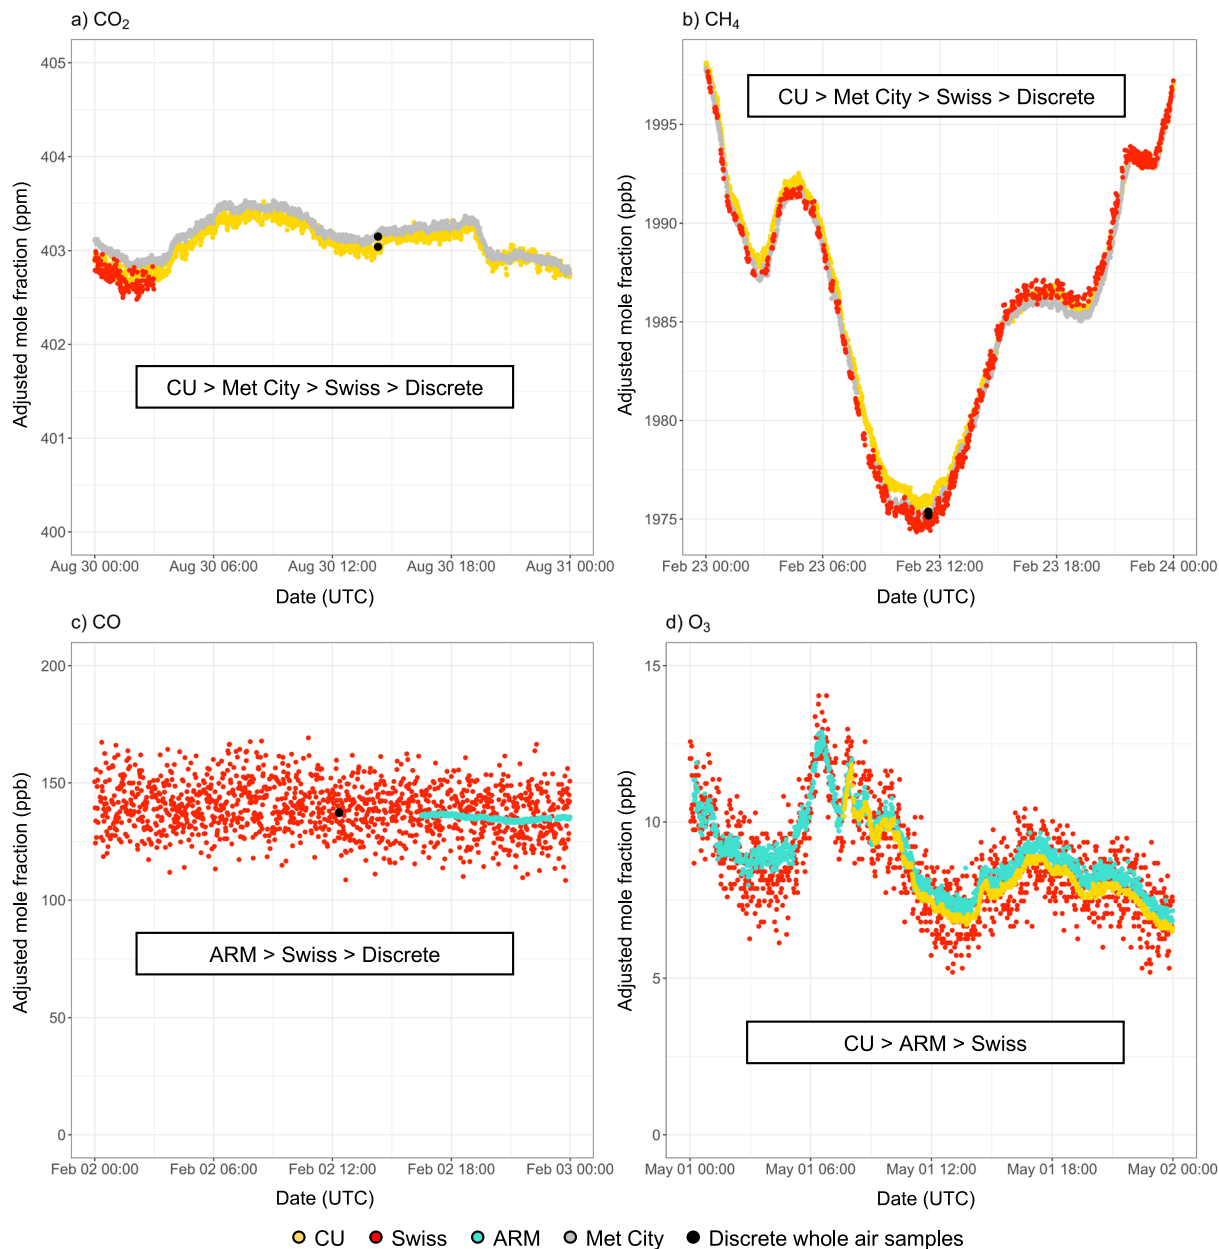 a) CO₂
Adjusted mole fraction (ppm)
405
404
403
402
401
400
CU > Met City > Swiss > Discrete
Aug 30 00:00 Aug 30 06:00 Aug 30 12:00 Aug 30 18:00 Aug 31 00:00
Date (UTC)
b) CH₄
Adjusted mole fraction (ppb)
1995
1990
1985
1980
1975
CU > Met City > Swiss > Discrete
Feb 23 00:00 Feb 23 06:00 Feb 23 12:00 Feb 23 18:00 Feb 24 00:00
Date (UTC)
c) CO
Adjusted mole fraction (ppb)
200
150
100
50
0
ARM > Swiss > Discrete
Feb 02 00:00 Feb 02 06:00 Feb 02 12:00 Feb 02 18:00 Feb 03 00:00
Date (UTC)
d) O₃
Adjusted mole fraction (ppb)
15
10
5
0
CU > ARM > Swiss
May 01 00:00 May 01 06:00 May 01 12:00 May 01 18:00 May 02 00:00
Date (UTC)
CU Swiss ARM Met City Discrete whole air samples